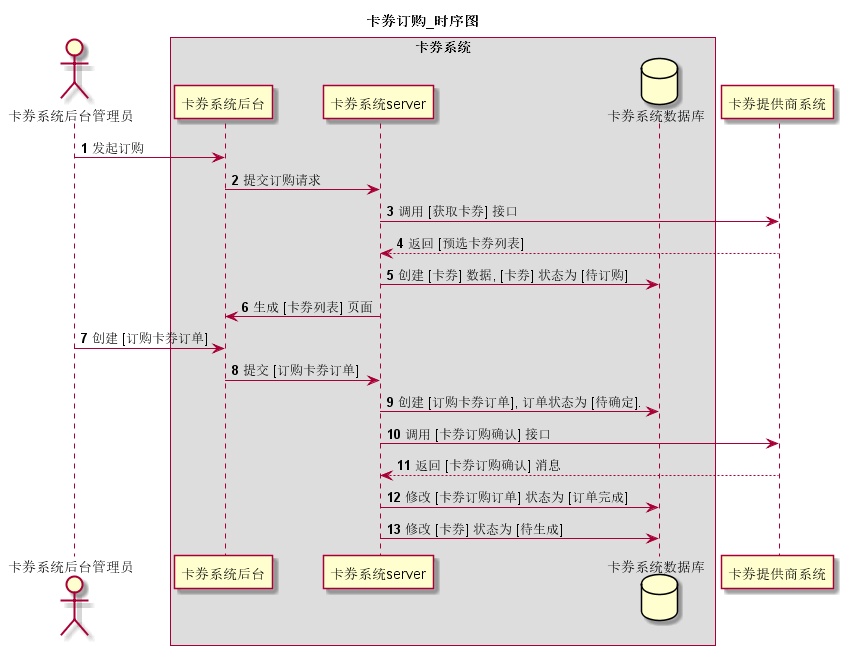 卡券订购_时序图
卡券系统
卡券系统后台管理员
卡券系统后台
卡券系统server
卡券系统数据库
卡券提供商系统
1 发起订购
2 提交订购请求
3 调用 [获取卡券] 接口
4 返回 [预选卡券列表]
5 创建 [卡券] 数据, [卡券] 状态为 [待订购]
6 生成 [卡券列表] 页面
7 创建 [订购卡券订单]
8 提交 [订购卡券订单]
9 创建 [订购卡券订单], 订单状态为 [待确定].
10 调用 [卡券订购确认] 接口
11 返回 [卡券订购确认] 消息
12 修改 [卡券订购订单] 状态为 [订单完成]
13 修改 [卡券] 状态为 [待生成]
卡券系统后台管理员
卡券系统后台
卡券系统server
卡券系统数据库
卡券提供商系统